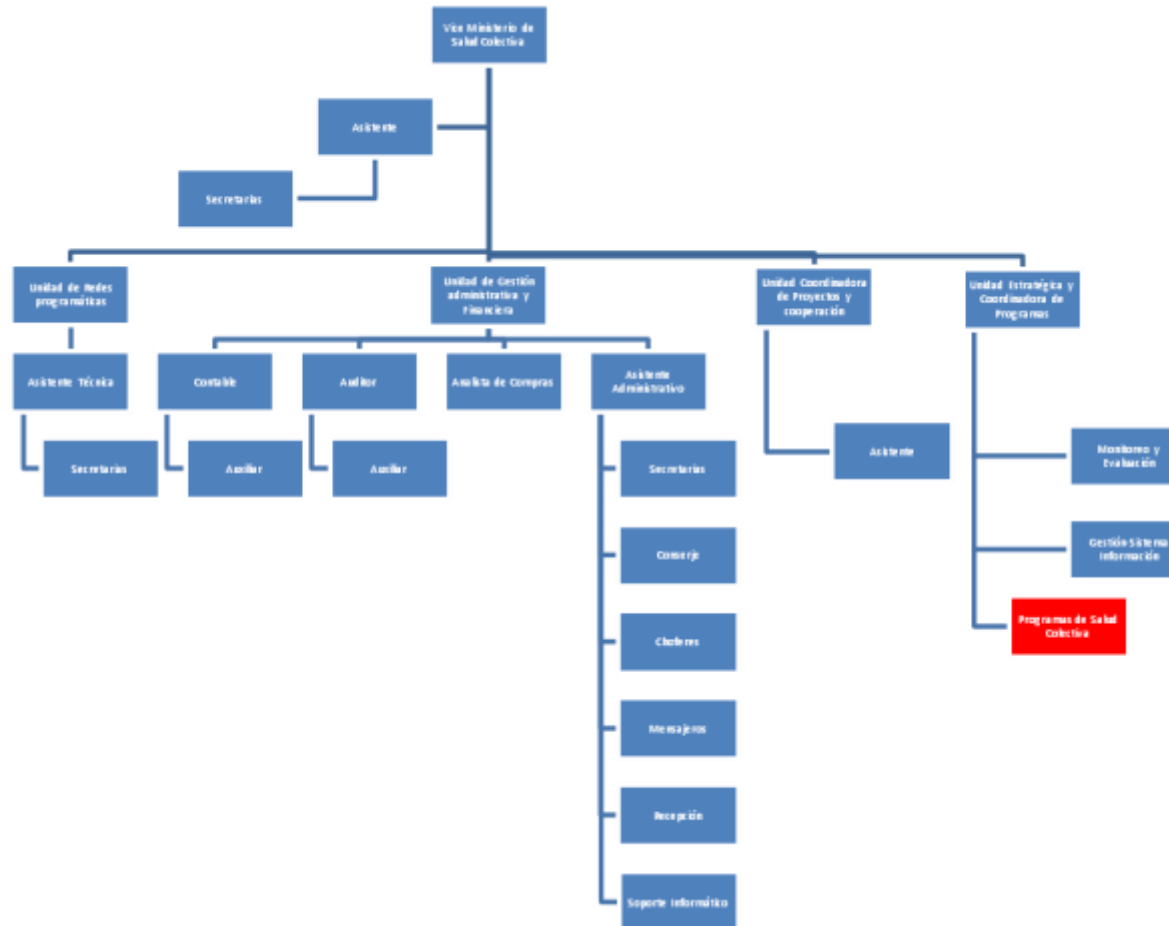 Vice Ministerio de
Salud Colectiva
Asistente
Secretarias
Unidad de Redes
programáticas
Unidad de Gestión
administrativa y
Financiera
Unidad Coordinadora
de Proyectos y
cooperación
Unidad Estratégica y
Coordinadora de
Programas
Asistente Técnica
Contable
Auditor
Analista de Compras
Asistente
Administrativo
Secretarias
Auxiliar
Auxiliar
Secretarias
Asistente
Monitoreo y
Evaluación
Conserje
Gestión Sistema
Información
Choferes
Programas de Salud
Colectiva
Mensajeros
Recepción
Soporte Informático